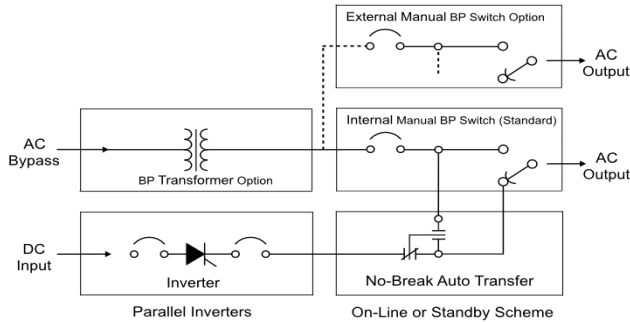 External Manual BP Switch Option
AC
Output
AC
Bypass
BP Transformer Option
Internal Manual BP Switch (Standard)
AC
Output
DC
Input
Inverter
No-Break Auto Transfer
Parallel Inverters
On-Line or Standby Scheme